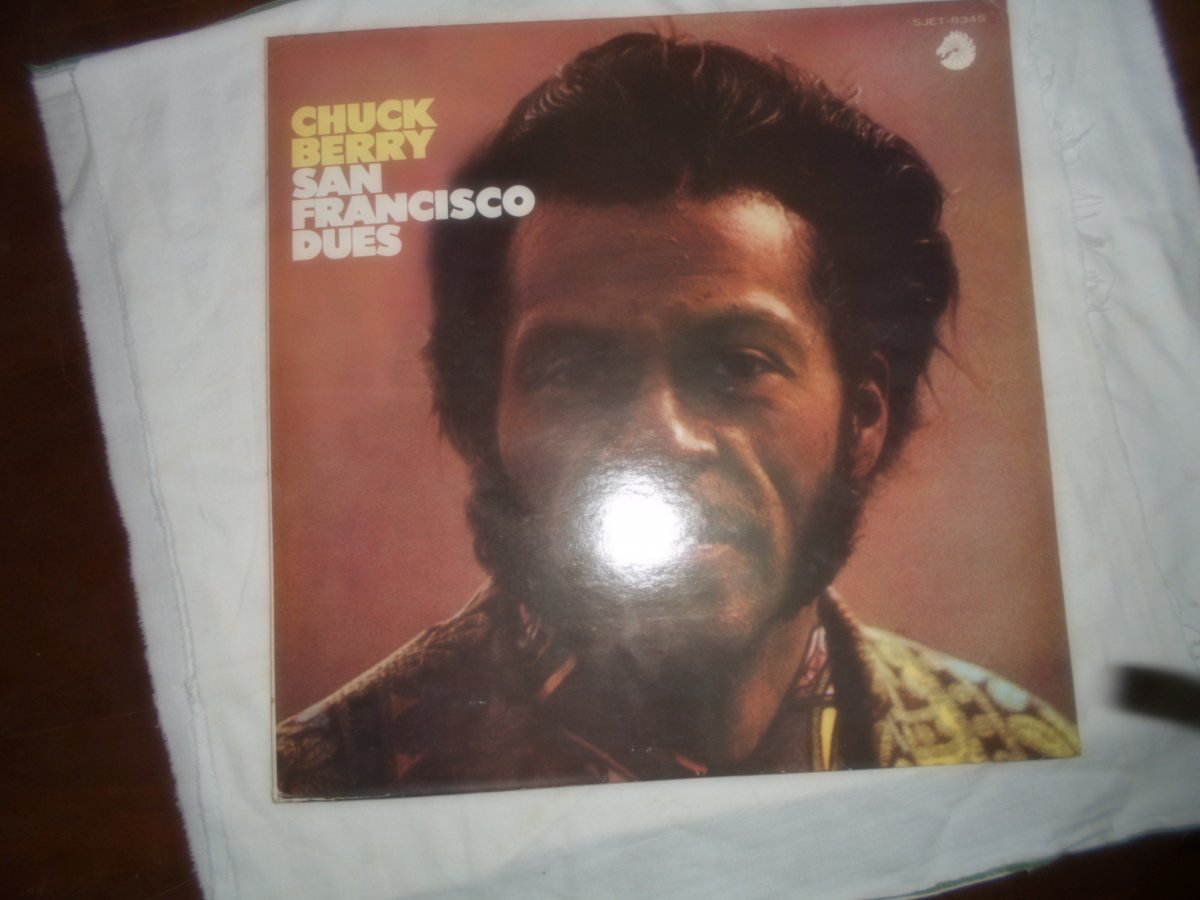 SJET-8345
CHUCK
BERRY
SAN
FRANCISCO
DUES